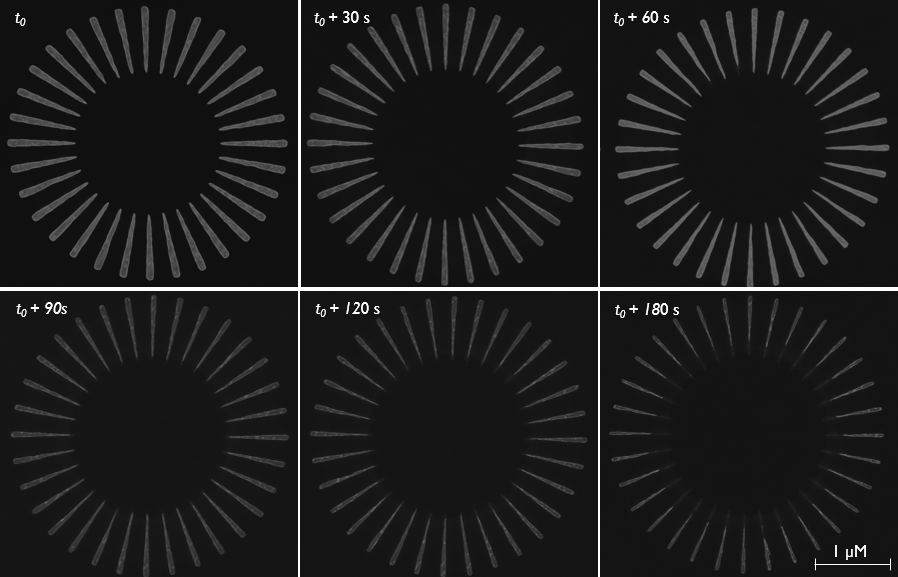 t0
t0 + 30 s
t0 + 60 s
t0 + 90s
t0 + 120 s
t0 + 180 s
1 μM